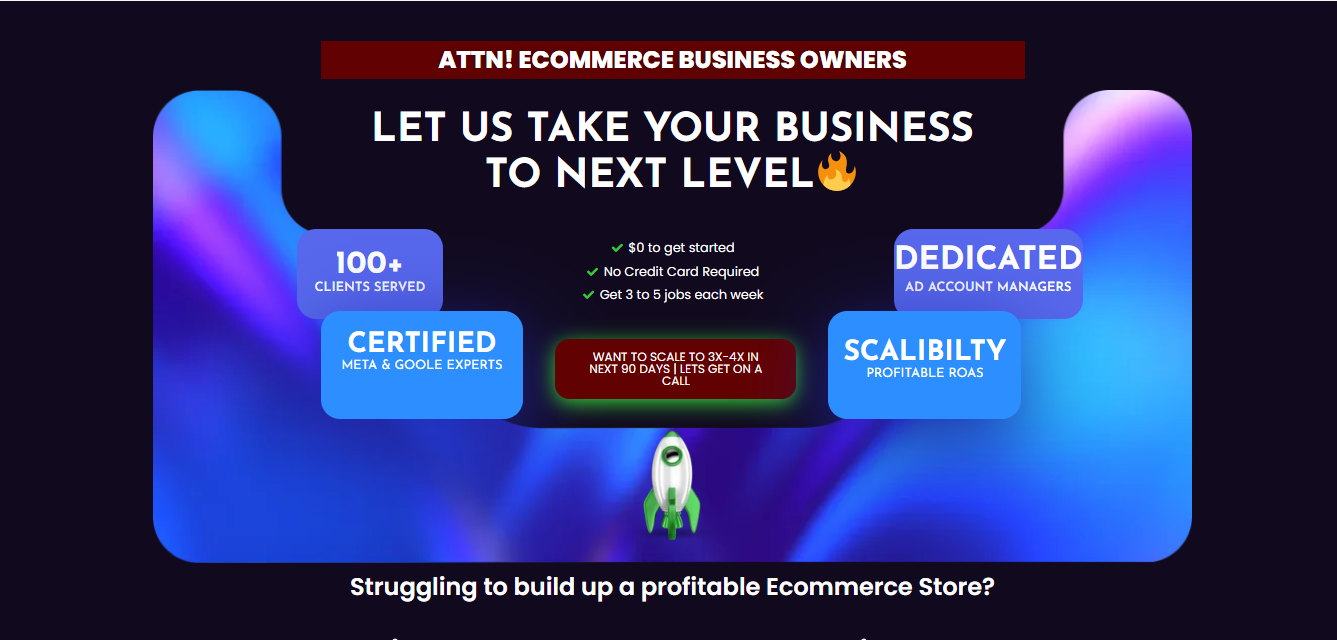 ATTN! ECOMMERCE BUSINESS OWNERS
LET US TAKE YOUR BUSINESS
TO NEXT LEVEL🔥
100+
CLIENTS SERVED
CERTIFIED
META & GOOLE EXPERTS
$0 to get started
No Credit Card Required
Get 3 to 5 jobs each week
WANT TO SCALE TO 3X-4X IN
NEXT 90 DAYS | LETS GET ON A
CALL
DEDICATED
AD ACCOUNT MANAGERS
SCALIBILTY
PROFITABLE ROAS
Struggling to build up a profitable Ecommerce Store?